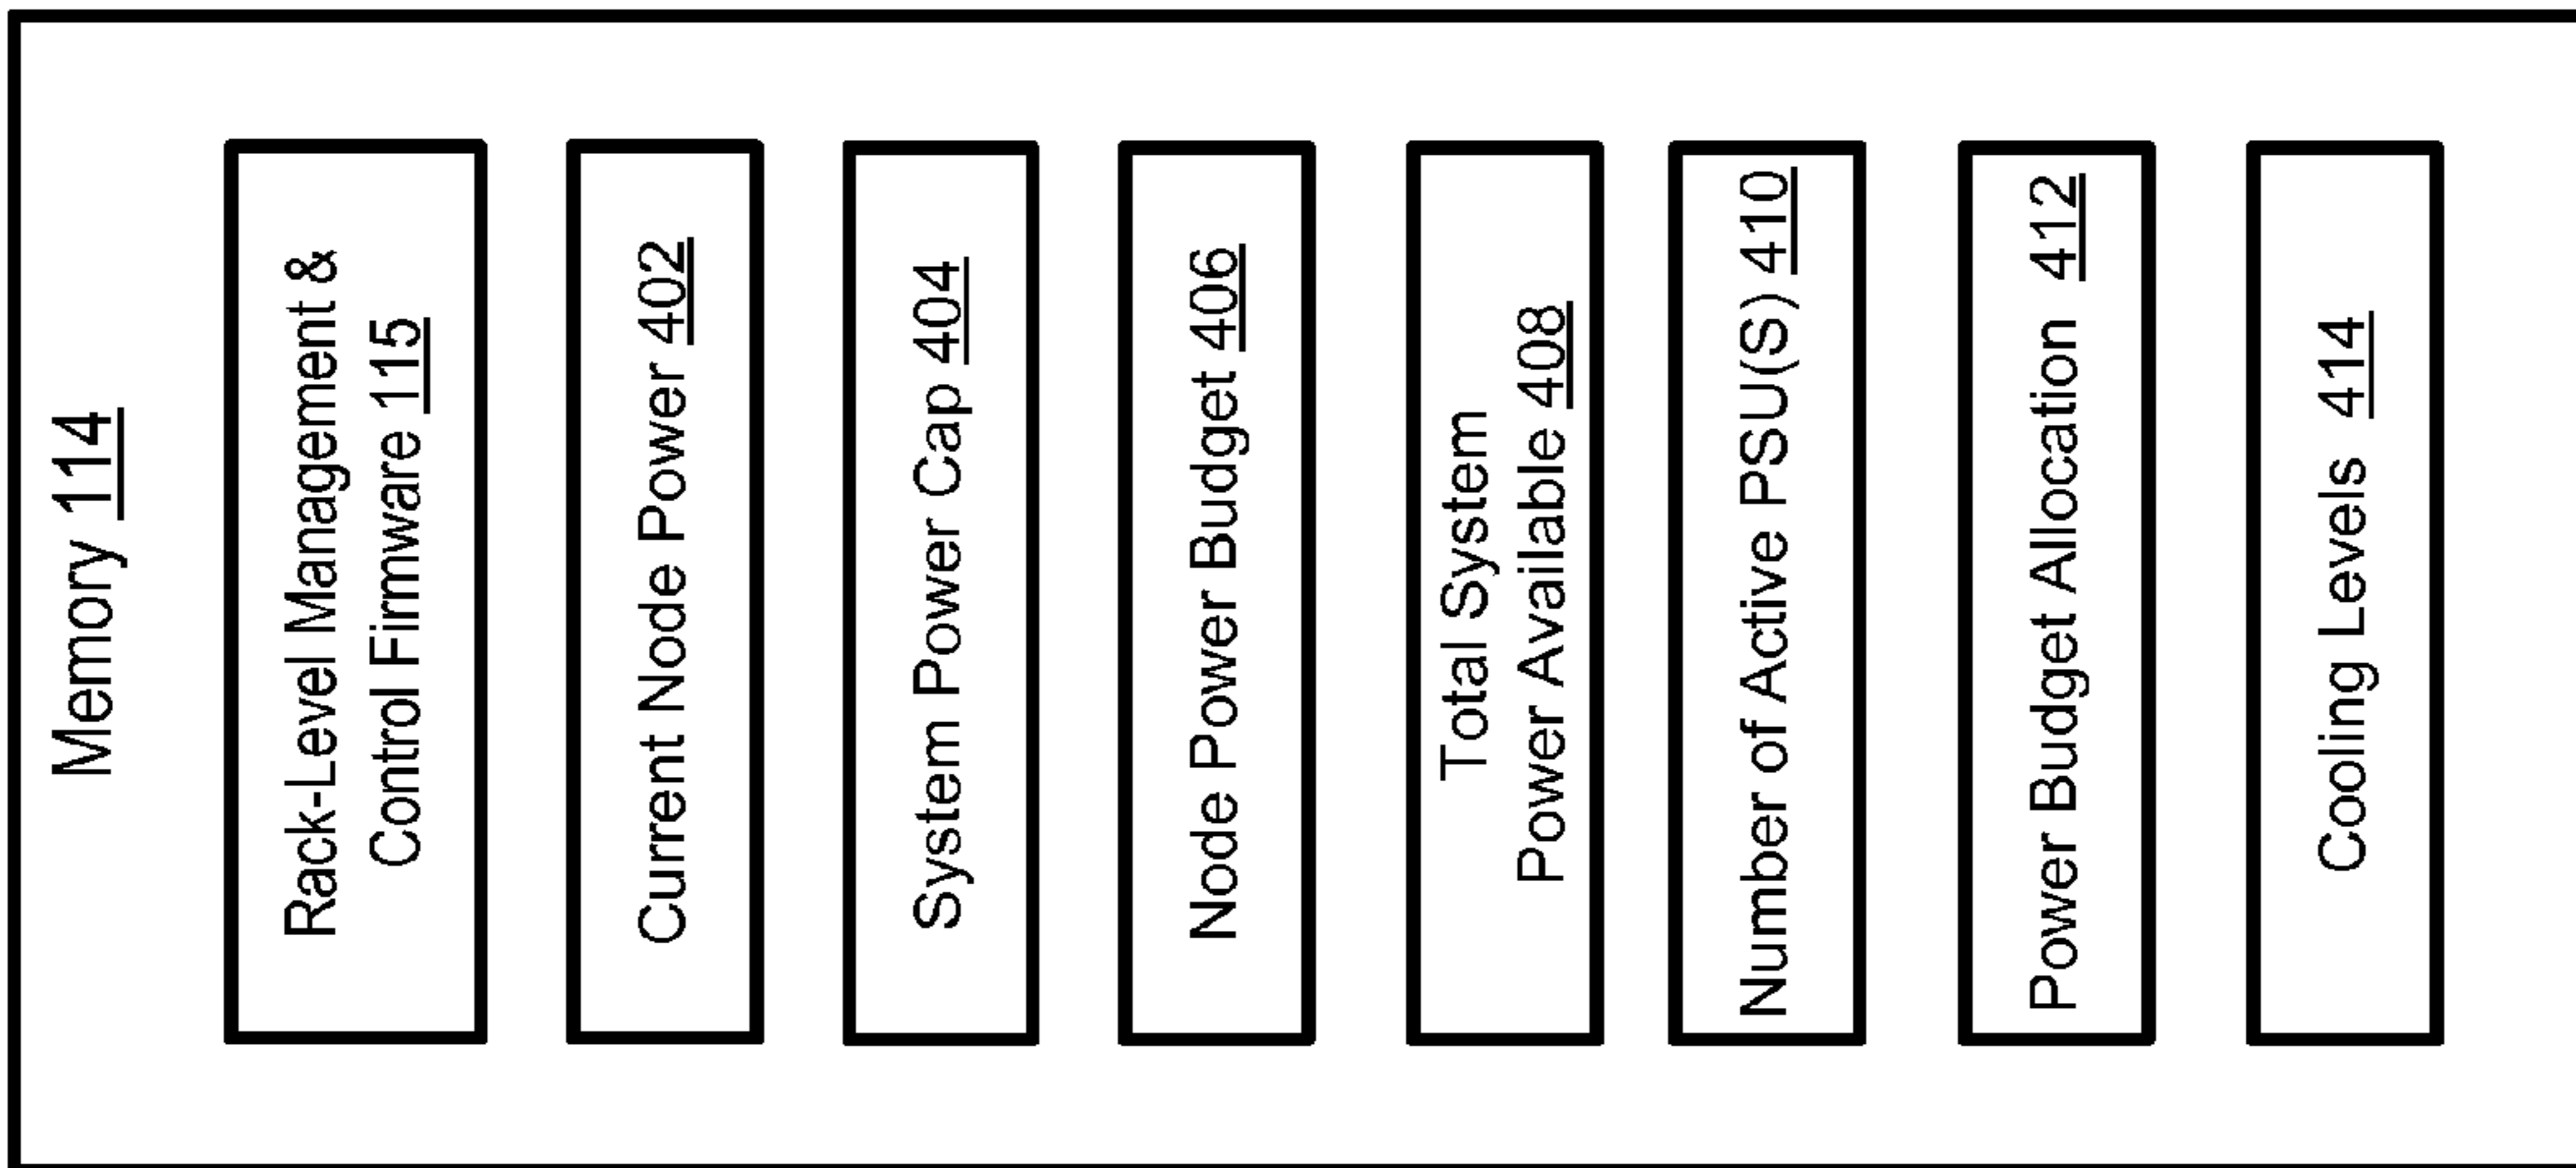 Memory 114
Rack-Level Management &
Control Firmware 115
Current Node Power 402
System Power Cap 404
Node Power Budget 406
Total System
Power Available 408
Number of Active PSU(S) 410
Power Budget Allocation 412
Cooling Levels 414